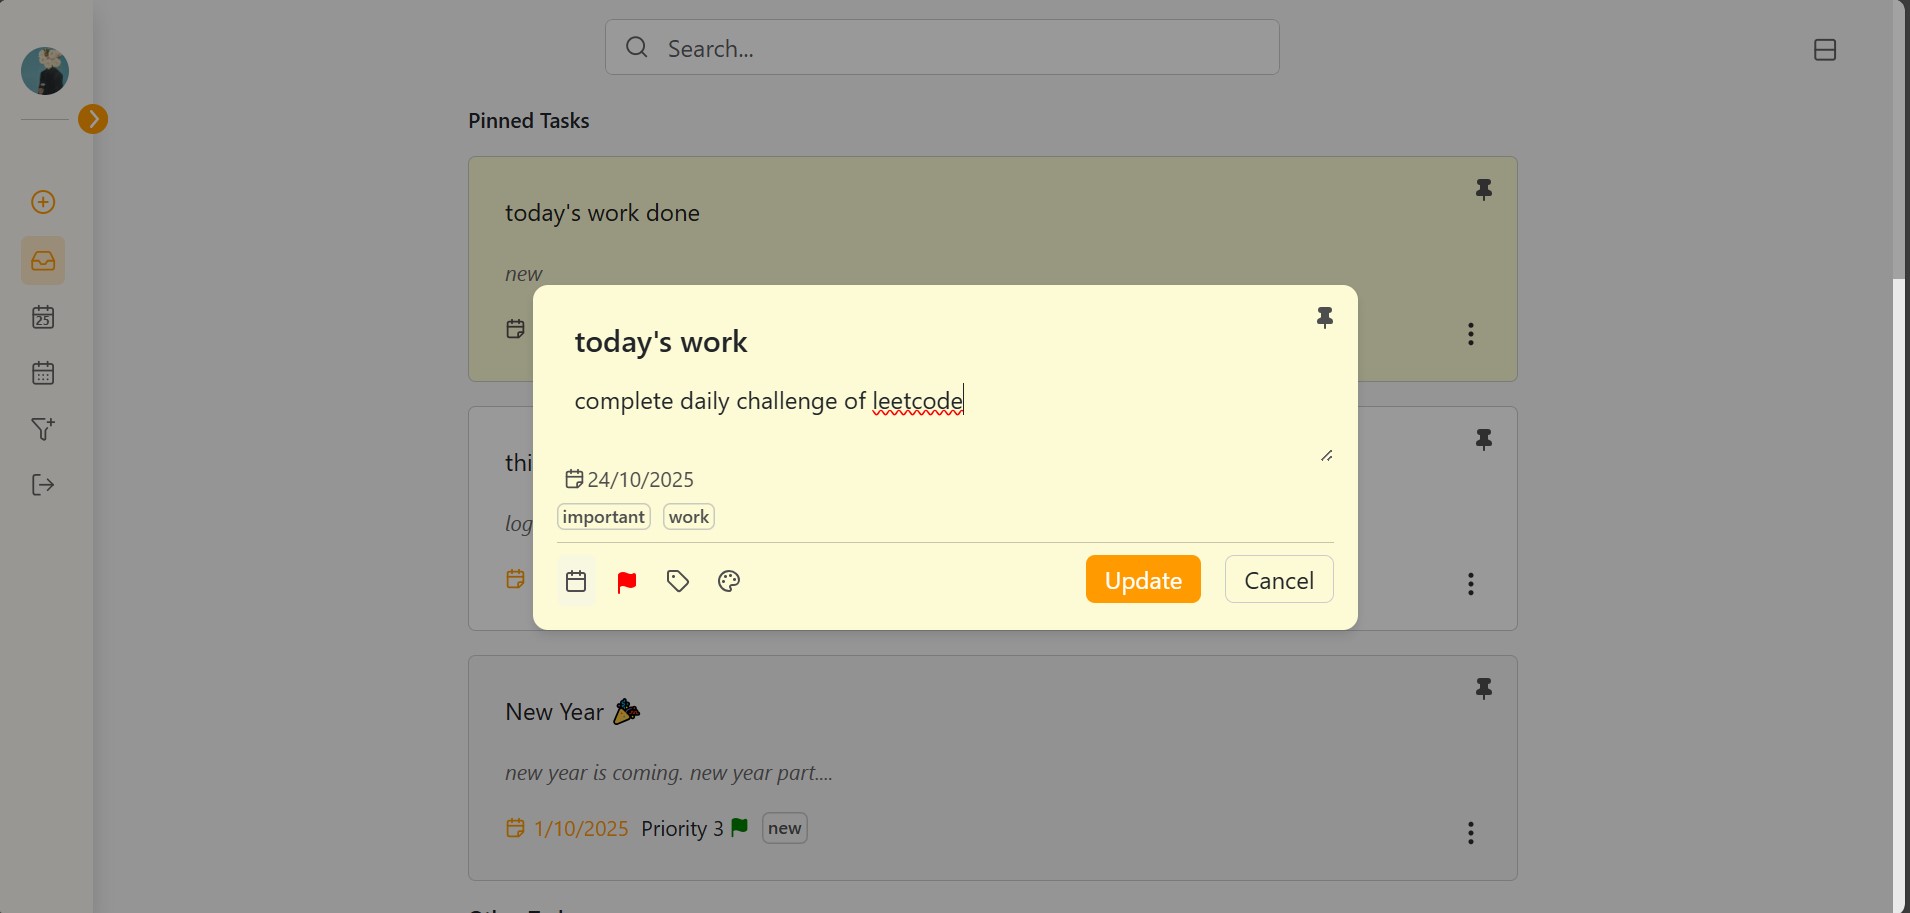 Search...
Pinned Tasks
today's work done
new
today's work
complete daily challenge of leetcode
24/10/2025
important work
Update Cancel
25
thi
log
New Year 🎉
new year is coming. new year part....
1/10/2025 Priority 3 new